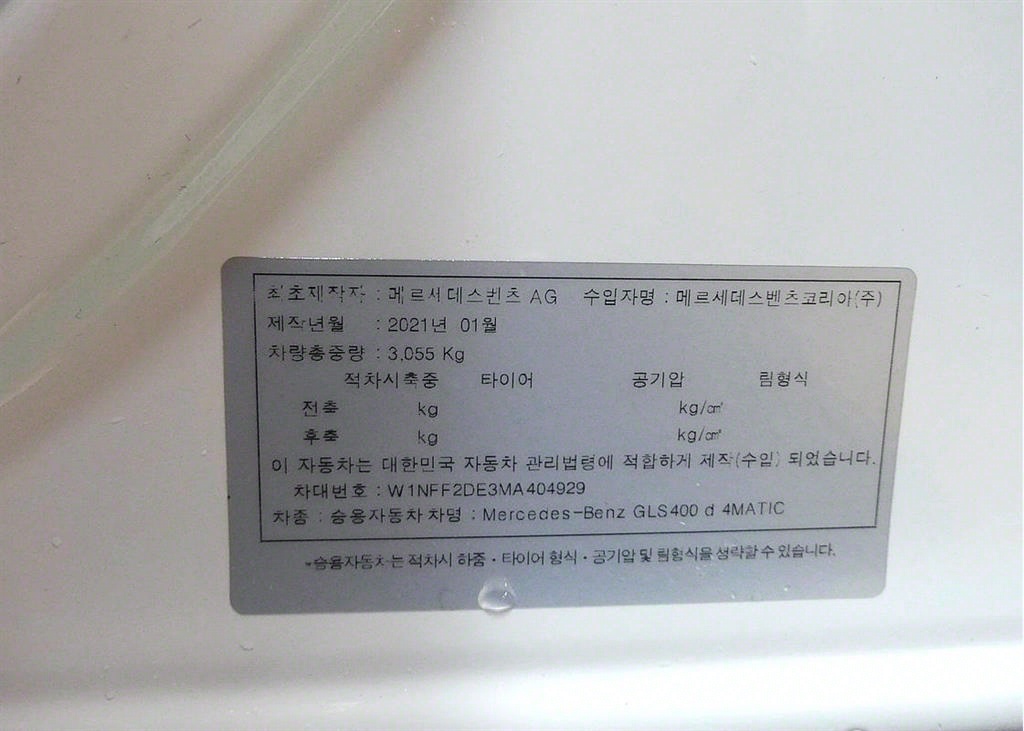 최초제작자 : 메르세데스벤츠 AG 수입자명 : 메르세데스벤츠코리아(주)
제작년월 : 2021년 01월
차량총중량 : 3,055 Kg
적차시축중 타이어 공기압 림형식
전축 kg kg/㎠
후축 kg kg/㎠
이 자동차는 대한민국 자동차 관리법령에 적합하게 제작(수입) 되었습니다.
차대번호 : W1NFF2DE3MA404929
차종 : 승용자동차 차명 : Mercedes-Benz GLS400 d 4MATIC
*승용자동차는 적차시 하중·타이어 형식·공기압 및 림형식을 생략할 수 있습니다.